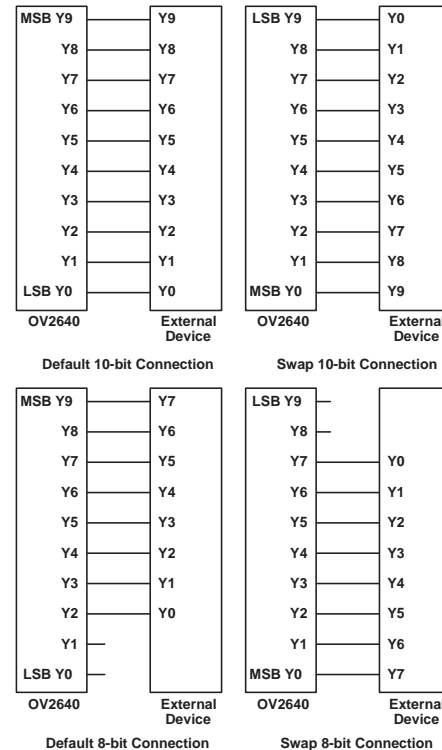 MSB Y9 Y9
Y8 Y8
Y7 Y7
Y6 Y6
Y5 Y5
Y4 Y4
Y3 Y3
Y2 Y2
Y1 Y1
LSB Y0 Y0
OV2640 External
Device
Default 10-bit Connection
LSB Y9 Y0
Y8 Y1
Y7 Y2
Y6 Y3
Y5 Y4
Y4 Y5
Y3 Y6
Y2 Y7
Y1 Y8
MSB Y0 Y9
OV2640 External
Device
Swap 10-bit Connection
MSB Y9 Y7
Y8 Y6
Y7 Y5
Y6 Y4
Y5 Y3
Y4 Y2
Y3 Y1
Y2 Y0
Y1
LSB Y0
OV2640 External
Device
Default 8-bit Connection
LSB Y9
Y8
Y7 Y0
Y6 Y1
Y5 Y2
Y4 Y3
Y3 Y4
Y2 Y5
Y1 Y6
MSB Y0 Y7
OV2640 External
Device
Swap 8-bit Connection